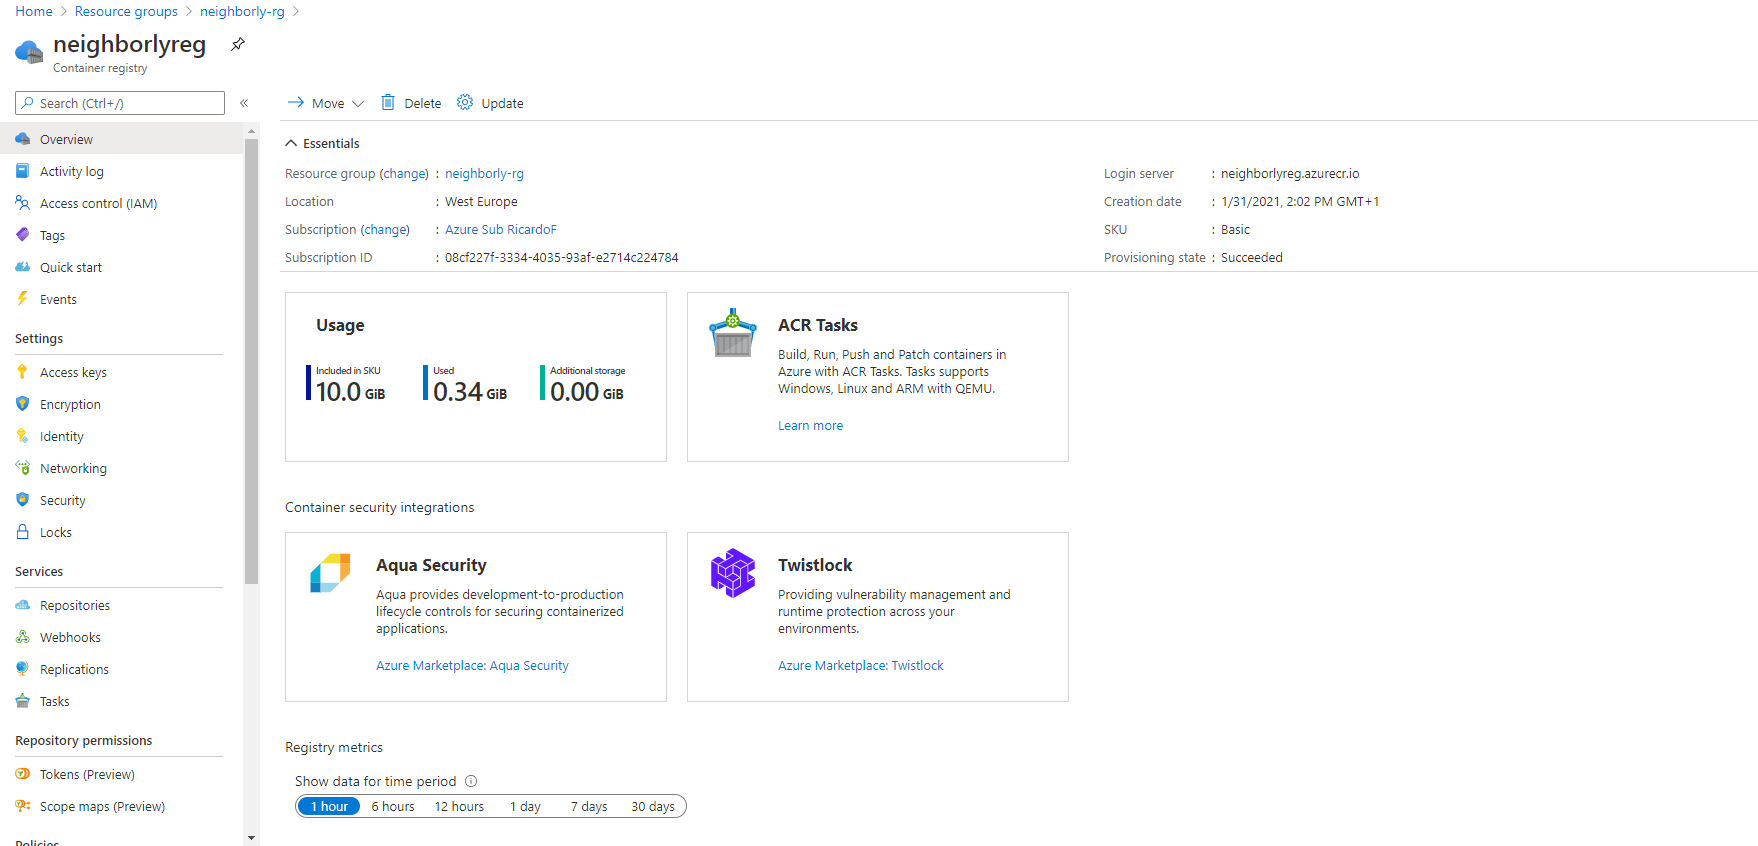 Home > Resource groups > neighborly-rg >
neighborlyreg
Container registry
Search (Ctrl+/)
«
Move
Delete
Update
Overview
Activity log
Access control (IAM)
Tags
Quick start
Events
Settings
Access keys
Encryption
Identity
Networking
Security
Locks
Services
Repositories
Webhooks
Replications
Tasks
Repository permissions
Tokens (Preview)
Scope maps (Preview)
Policies
Essentials
Resource group (change) : neighborly-rg
Location : West Europe
Subscription (change) : Azure Sub RicardoF
Subscription ID : 08cf227f-3334-4035-93af-e2714c224784
Login server : neighborlyreg.azurecr.io
Creation date : 1/31/2021, 2:02 PM GMT+1
SKU : Basic
Provisioning state : Succeeded
Usage
Included in SKU
10.0 GiB
Used
0.34 GiB
Additional storage
0.00 GiB
ACR Tasks
Build, Run, Push and Patch containers in
Azure with ACR Tasks. Tasks supports
Windows, Linux and ARM with QEMU.
Learn more
Container security integrations
Aqua Security
Aqua provides development-to-production
lifecycle controls for securing containerized
applications.
Azure Marketplace: Aqua Security
Twistlock
Providing vulnerability management and
runtime protection across your
environments.
Azure Marketplace: Twistlock
Registry metrics
Show data for time period
1 hour 6 hours 12 hours 1 day 7 days 30 days